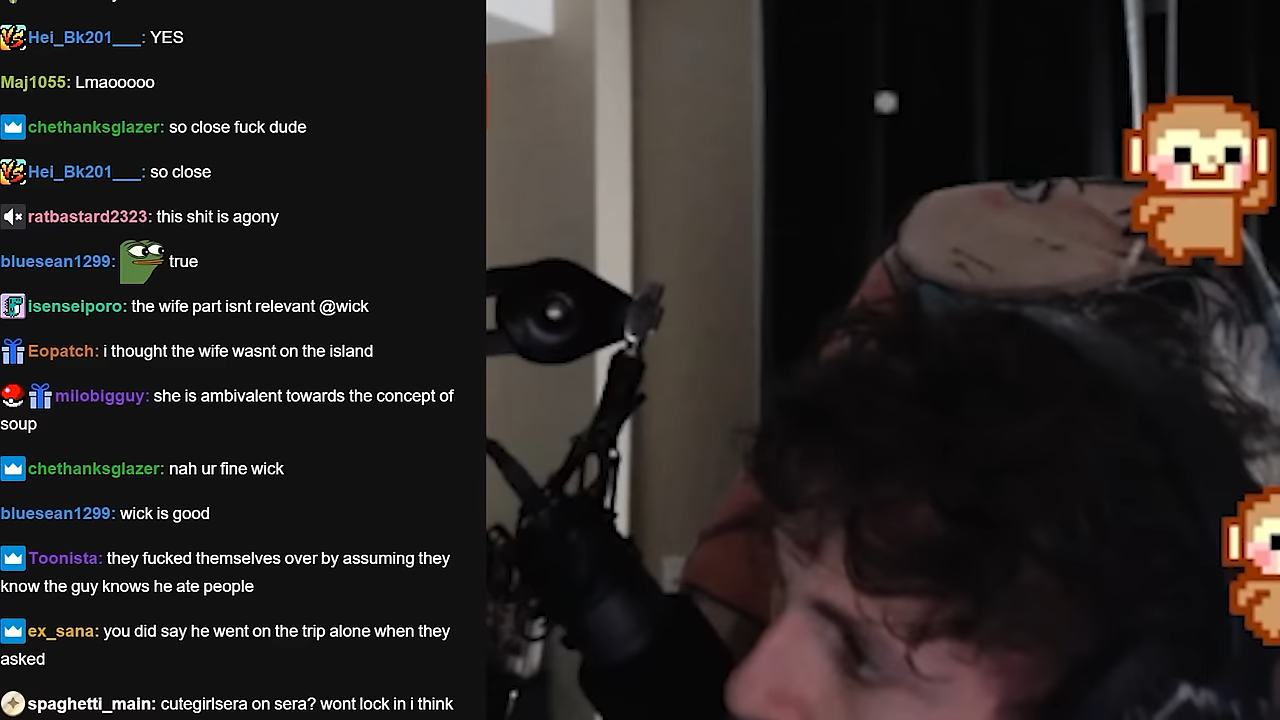 Hei_Bk201___: YES
Maj1055: Lmaooooo
chethanksglazer: so close fuck dude
Hei_Bk201___: so close
ratbastard2323: this shit is agony
bluesean1299: true
isenseiporo: the wife part isnt relevant @wick
Eopatch: i thought the wife wasnt on the island
milobigguy: she is ambivalent towards the concept of
soup
chethanksglazer: nah ur fine wick
bluesean1299: wick is good
Toonista: they fucked themselves over by assuming they
know the guy knows he ate people
ex_sana: you did say he went on the trip alone when they
asked
spaghetti_main: cutegirlsera on sera? wont lock in i think